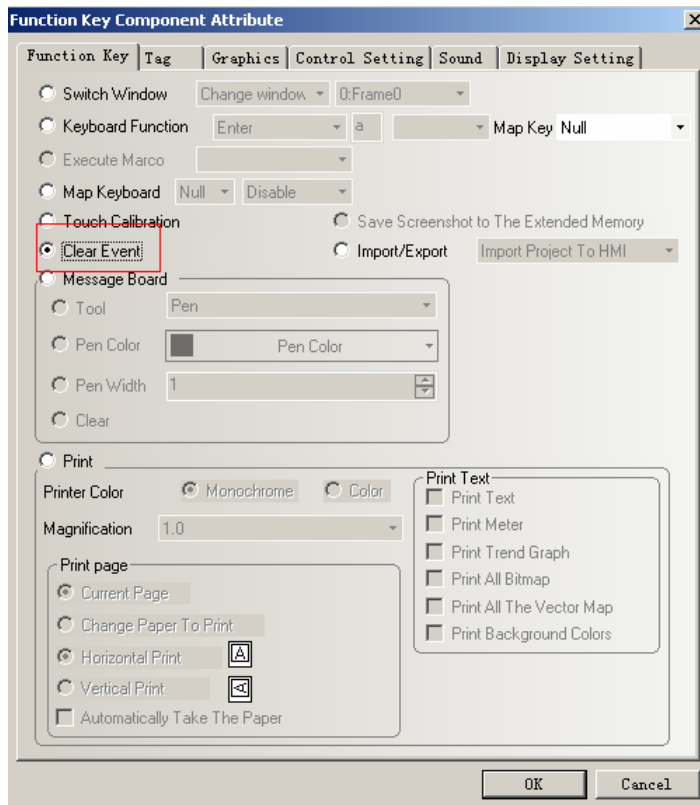 Function Key Component Attribute
Function Key Tag Graphics Control Setting Sound Display Setting
Switch Window Change window 0:Frame0
Keyboard Function Enter a Map Key Null
Execute Marco
Map Keyboard Null Disable
Touch Calibration Save Screenshot to The Extended Memory
Clear Event Import/Export Import Project To HMI
Message Board
Tool Pen
Pen Color Pen Color
Pen Width 1
Clear
Print
Printer Color Monochrome Color
Magnification 1.0
Print page
Current Page
Change Paper To Print
Horizontal Print A
Vertical Print A
Automatically Take The Paper
Print Text
Print Text
Print Meter
Print Trend Graph
Print All Bitmap
Print All The Vector Map
Print Background Colors
OK Cancel